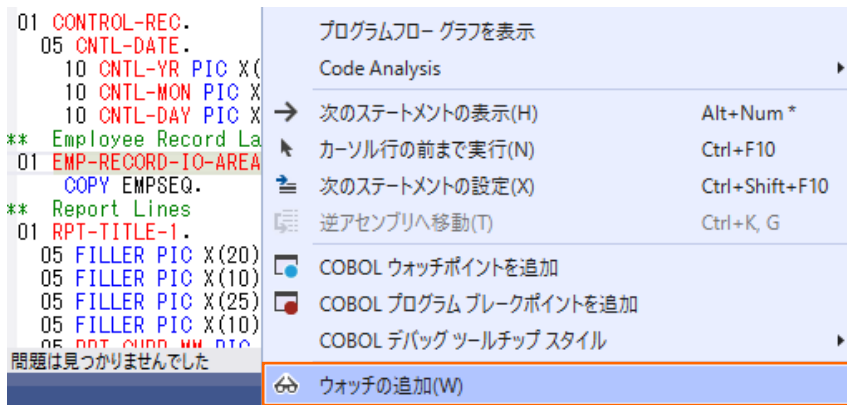 01 CONTROL-REC.
05 CNTL-DATE.
10 CNTL-YR PIC X(
10 CNTL-MON PIC X
10 CNTL-DAY PIC X
** Employee Record La
01 EMP-RECORD-IO-AREA
COPY EMPSEQ.
** Report Lines
01 RPT-TITLE-1.
05 FILLER PIC X(20)
05 FILLER PIC X(10)
05 FILLER PIC X(25)
05 FILLER PIC X(10)
05 RPT-CURR-MM PIC
問題は見つかりませんでした
プログラムフロー グラフを表示
Code Analysis
次のステートメントの表示(H) Alt+Num *
カーソル行の前まで実行(N) Ctrl+F10
次のステートメントの設定(X) Ctrl+Shift+F10
逆アセンブリへ移動(T) Ctrl+K, G
COBOL ウォッチポイントを追加
COBOL プログラム ブレークポイントを追加
COBOL デバッグ ツールチップ スタイル
ウォッチの追加(W)